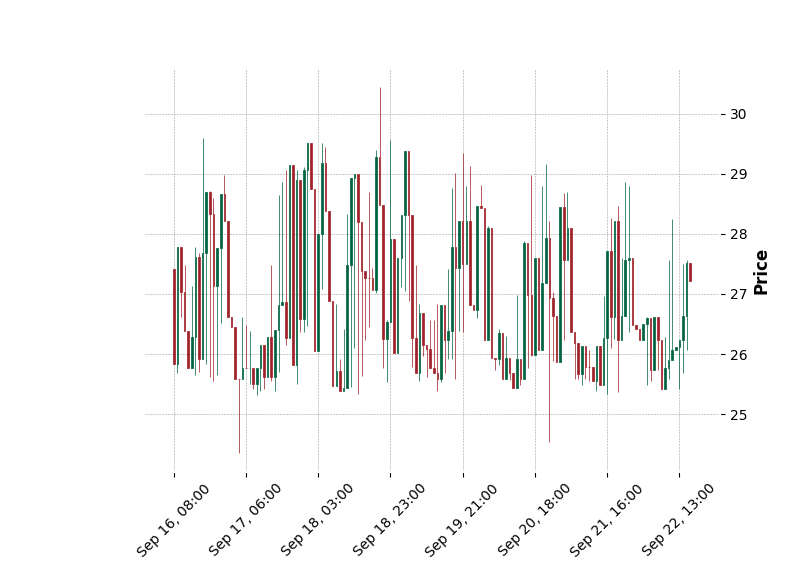 30
29
28
27
26
25
Price
Sep 16, 08:00
Sep 17, 06:00
Sep 18, 03:00
Sep 18, 23:00
Sep 19, 21:00
Sep 20, 18:00
Sep 21, 16:00
Sep 22, 13:00